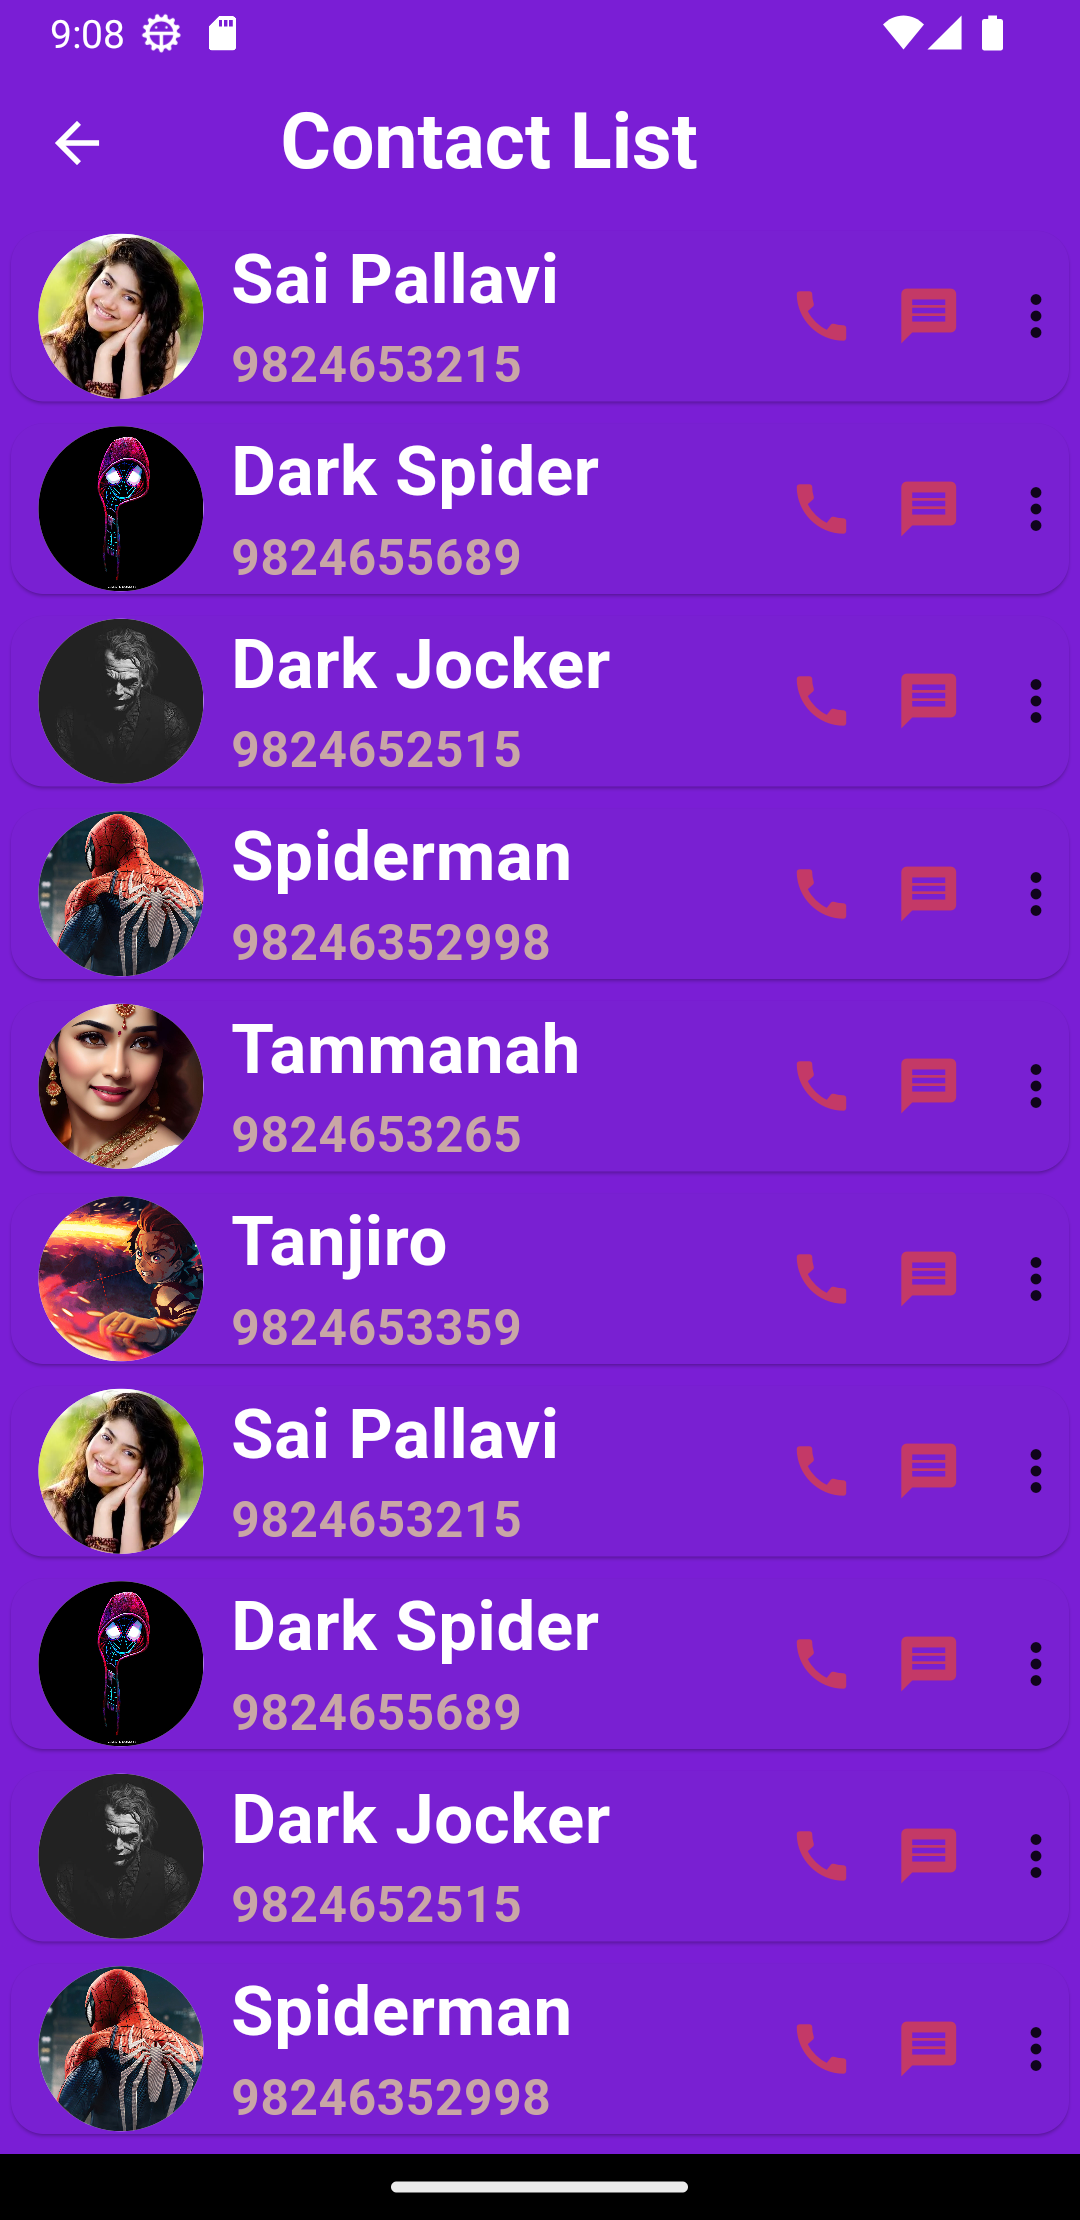 9:08
Contact List
Sai Pallavi
9824653215
Dark Spider
9824655689
Dark Jocker
9824652515
Spiderman
98246352998
Tammanah
9824653265
Tanjiro
9824653359
Sai Pallavi
9824653215
Dark Spider
9824655689
Dark Jocker
9824652515
Spiderman
98246352998